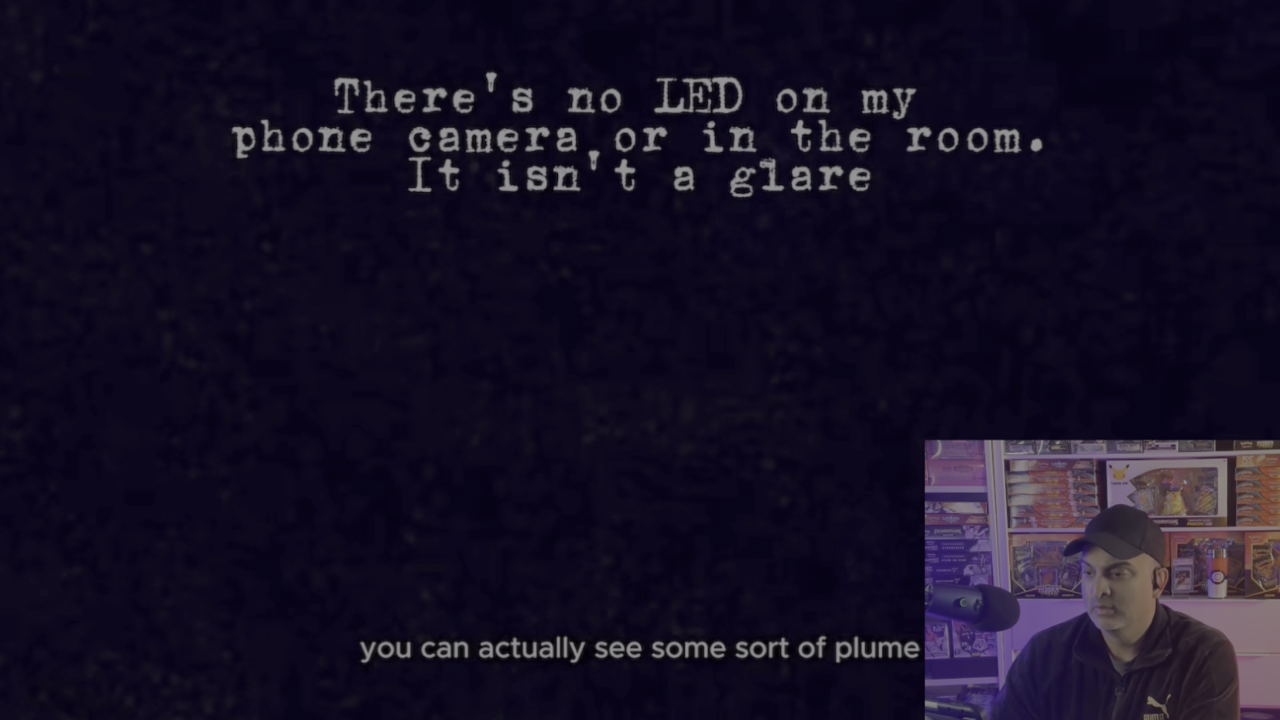 There's no LED on my
phone camera or in the room.
It isn't a glare
you can actually see some sort of plume